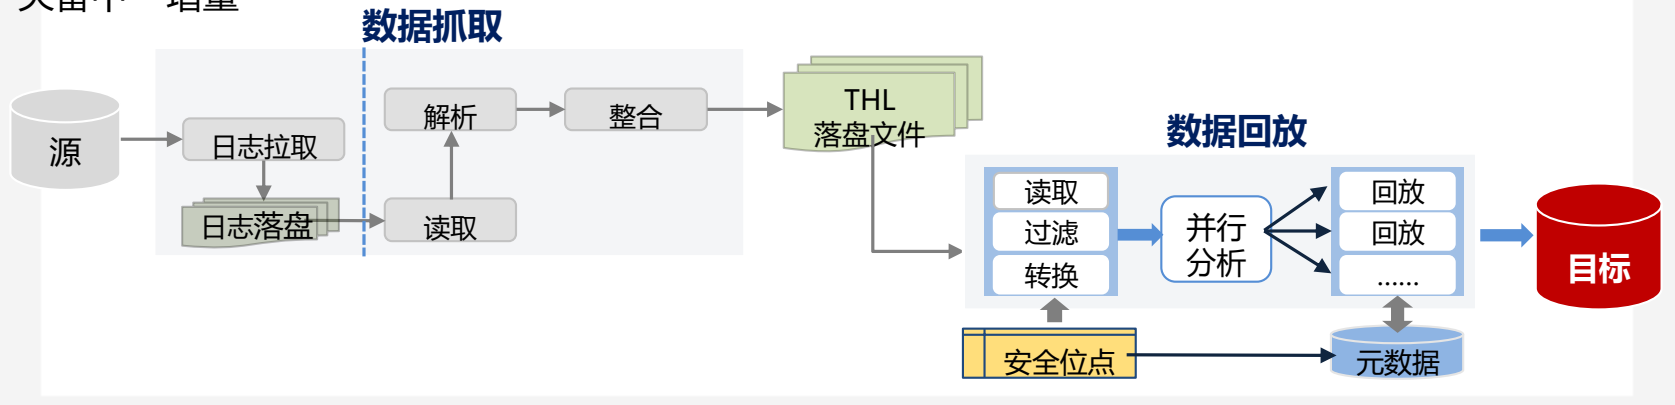 数据抓取
源
日志拉取
日志落盘
解析
读取
整合
THL
落盘文件
数据回放
读取
过滤
转换
并行
分析
回放
回放
......
目标
安全位点
元数据